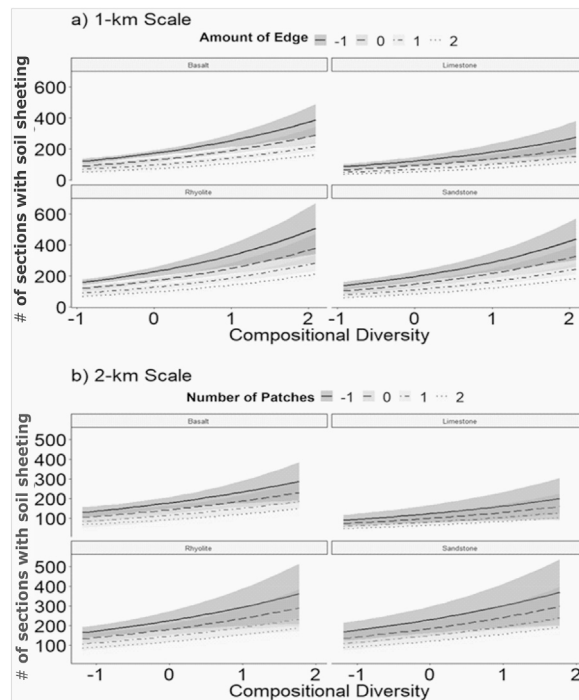 a) 1-km Scale
Amount of Edge -1 0 1 2
Basalt Limestone
600
400
200
0
Rhyolite Sandstone
600
400
200
0
# of sections with soil sheeting
-1 0 1 2 -1 0 1 2
Compositional Diversity
b) 2-km Scale
Number of Patches -1 0 1 2
Basalt Limestone
500
400
300
200
100
Rhyolite Sandstone
500
400
300
200
100
# of sections with soil sheeting
-1 0 1 2 -1 0 1 2
Compositional Diversity